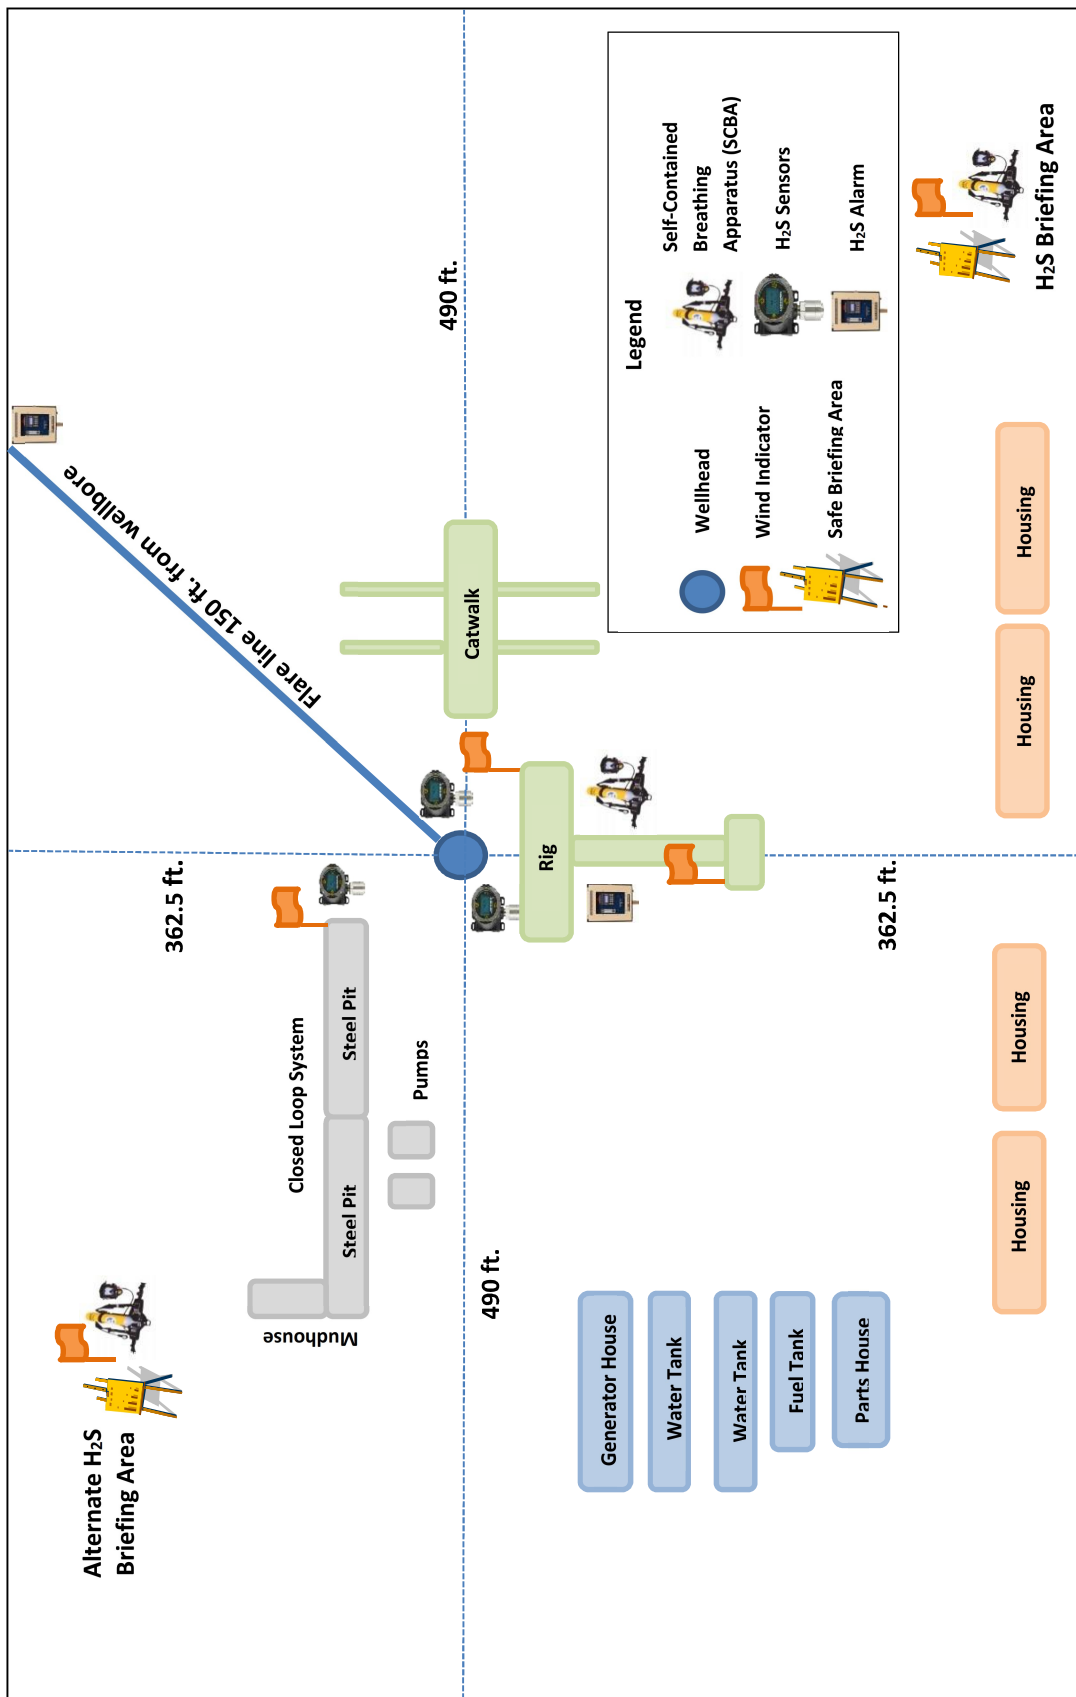 Alternate H₂S
Briefing Area
Mudhouse
Closed Loop System
Steel Pit
Steel Pit
Pumps
362.5 ft.
Flare line 150 ft. from wellbore
490 ft.
490 ft.
Catwalk
Rig
Generator House
Water Tank
Water Tank
Fuel Tank
Parts House
362.5 ft.
Legend
Wellhead
Wind Indicator
Safe Briefing Area
Self-Contained
Breathing
Apparatus (SCBA)
H₂S Sensors
H₂S Alarm
Housing
Housing
Housing
Housing
H₂S Briefing Area